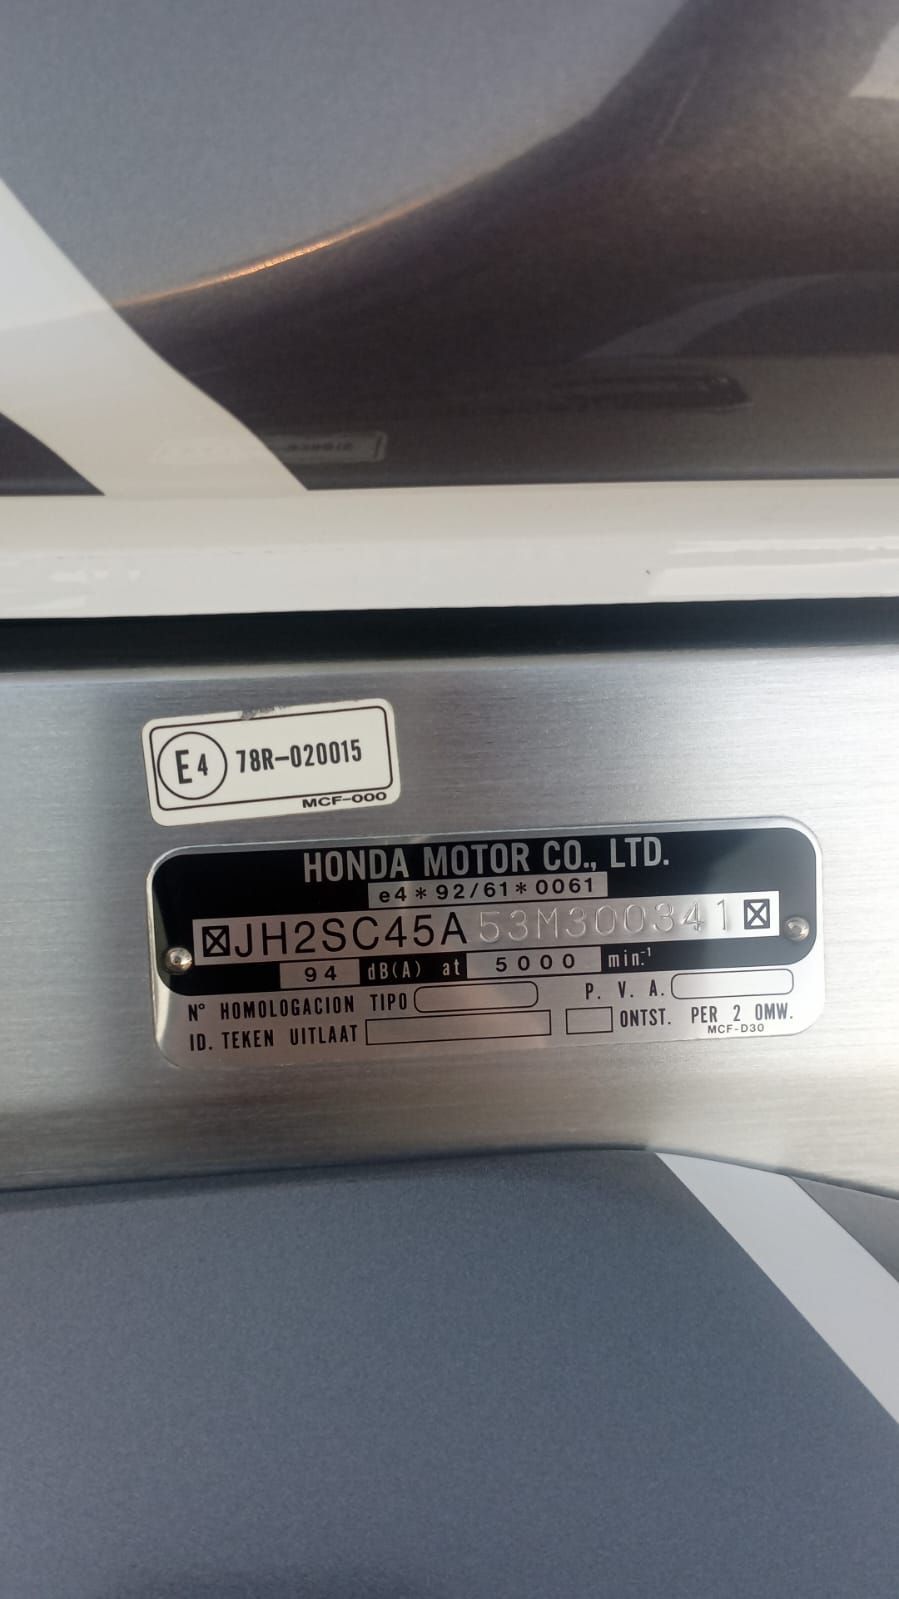 E4 78R-020015
MCF-000
HONDA MOTOR CO., LTD.
e4*92/61*0061
JH2SC45A53M300341
94 dB(A) at 5000 min.-1
Nº HOMOLOGACION TIPO P. V. A.
ID. TEKEN UITLAAT ONTST. PER 2 OMW.
MCF-D30